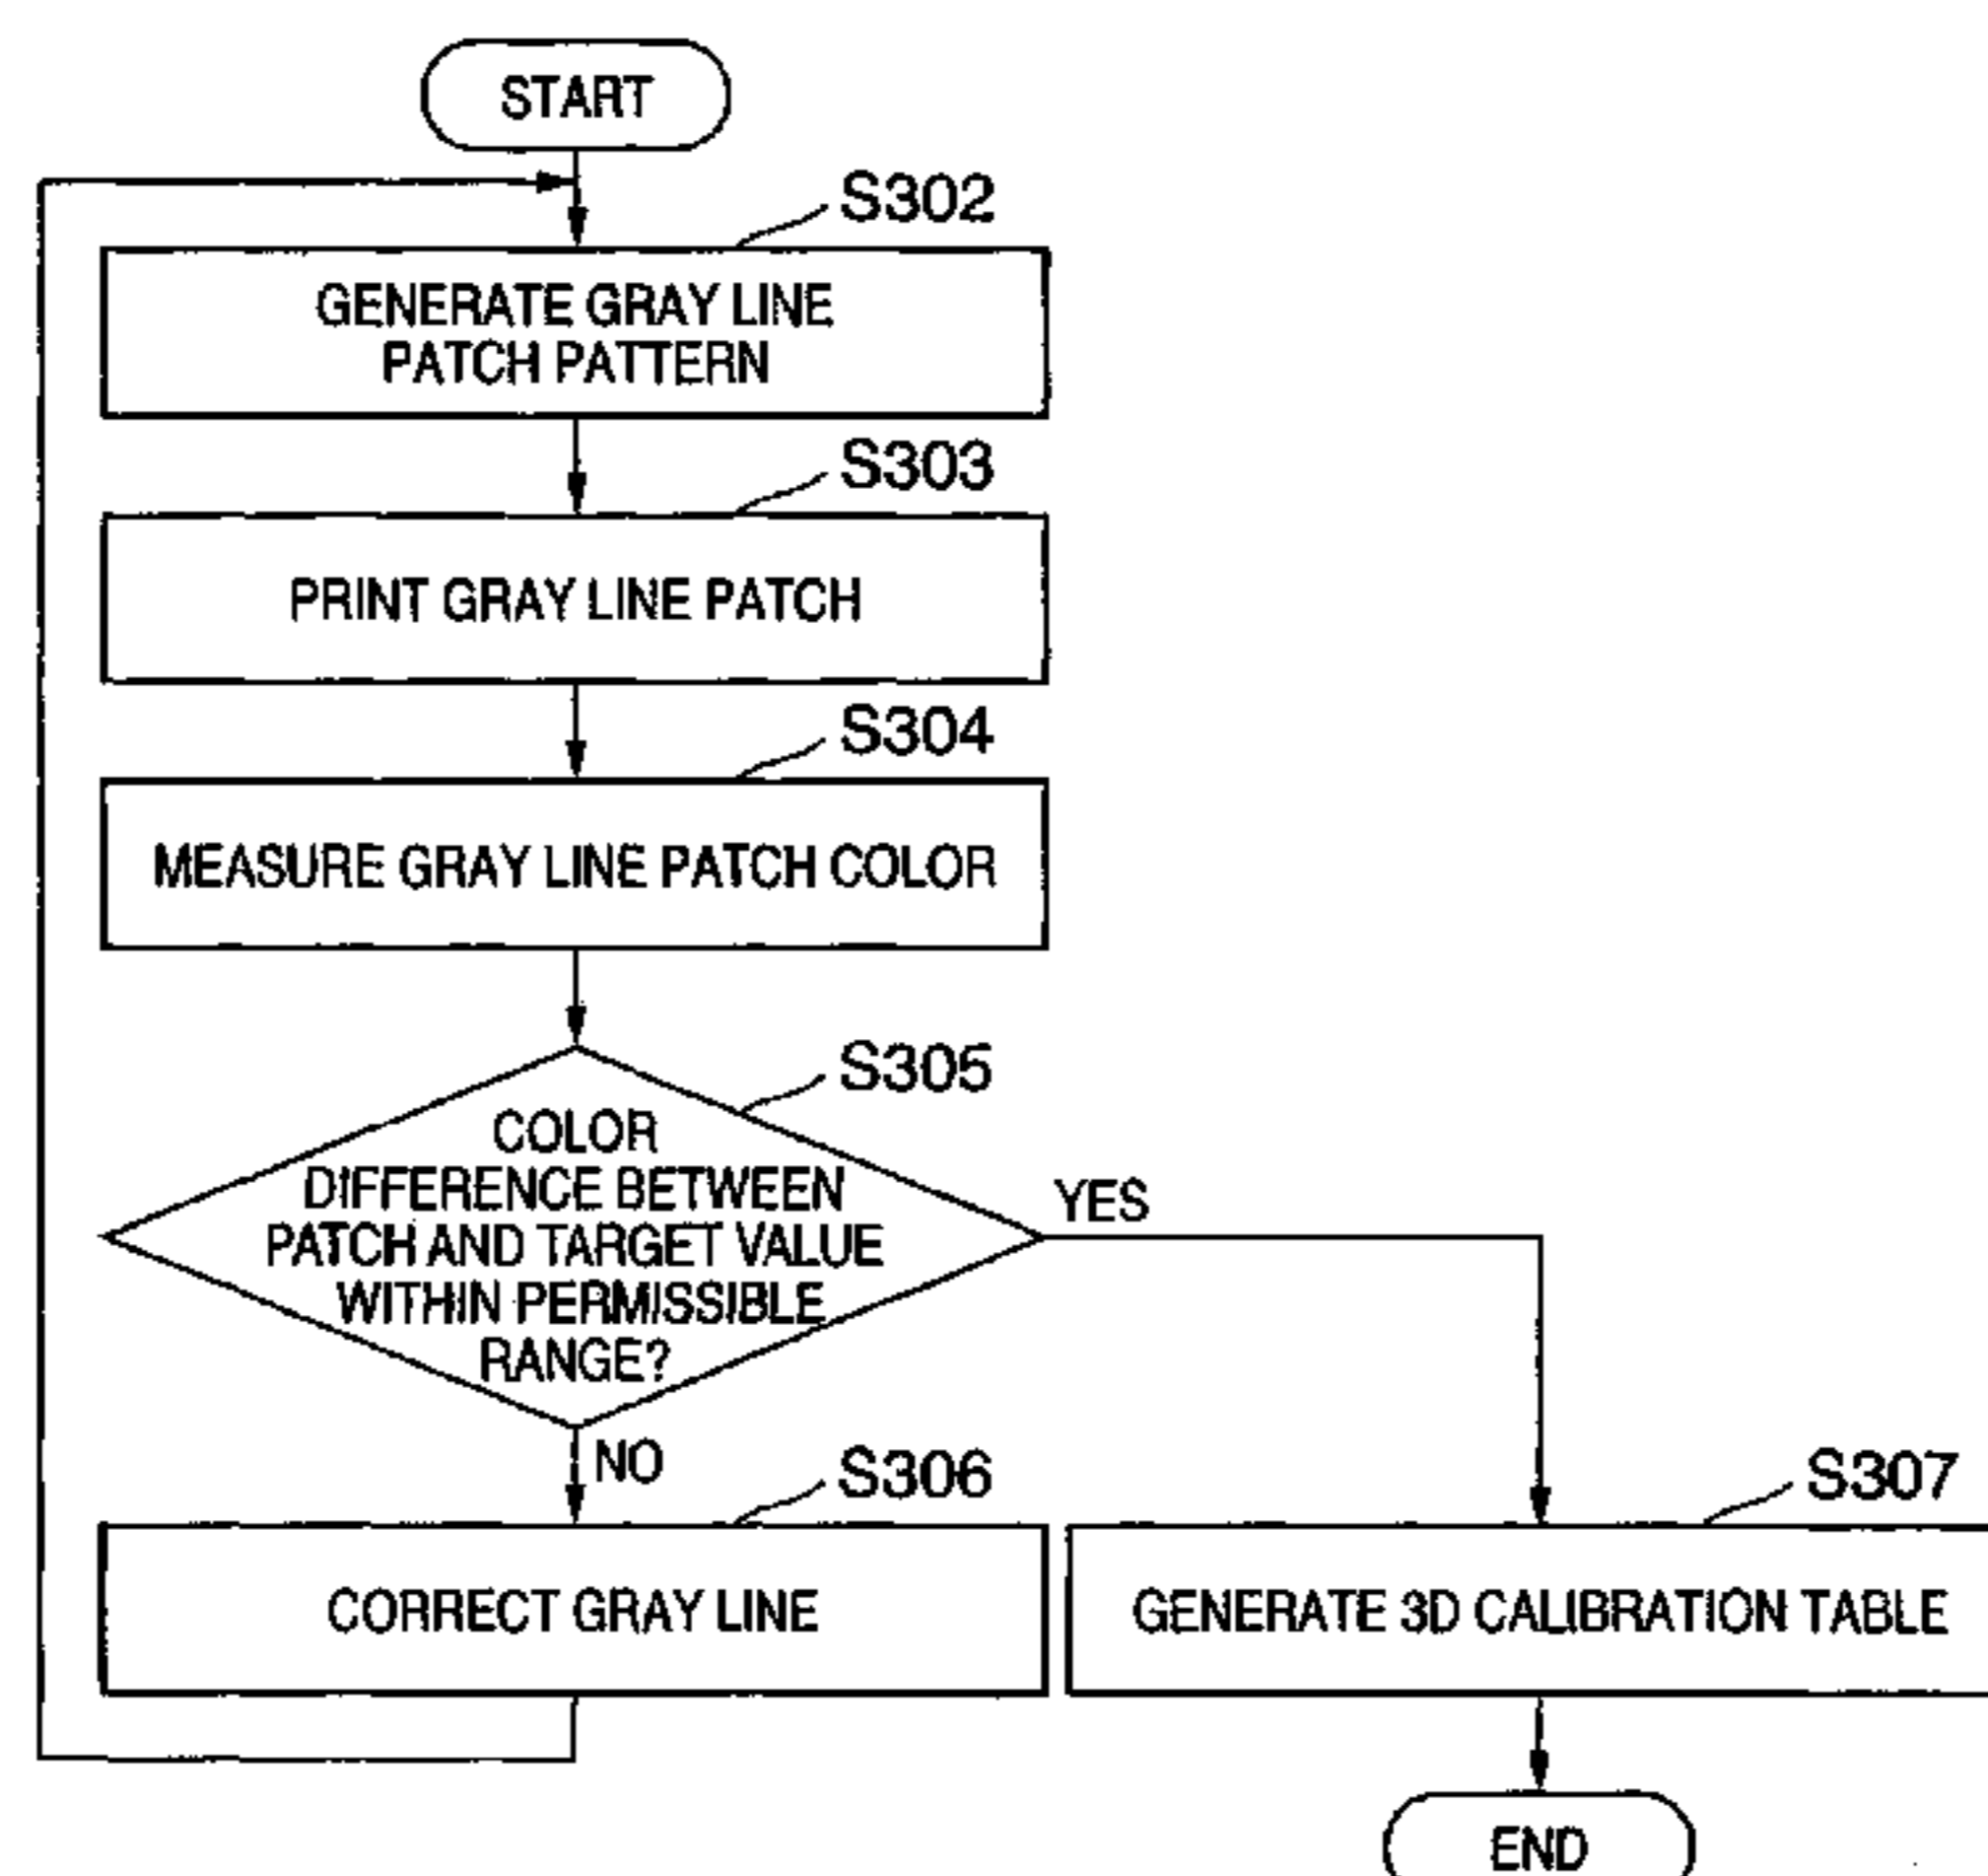 START
S302
GENERATE GRAY LINE
PATCH PATTERN
S303
PRINT GRAY LINE PATCH
S304
MEASURE GRAY LINE PATCH COLOR
S305
COLOR
DIFFERENCE BETWEEN
PATCH AND TARGET VALUE
WITHIN PERMISSIBLE
RANGE?
YES
NO
S306
CORRECT GRAY LINE
S307
GENERATE 3D CALIBRATION TABLE
END